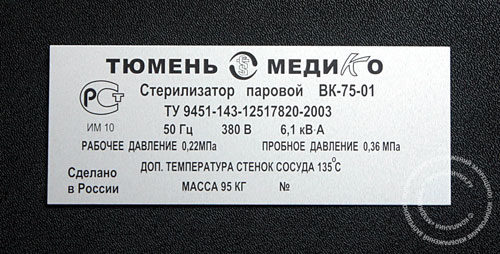 ТЮМЕНЬ МЕДИКО
РСТ
Стерилизатор паровой ВК-75-01
ТУ 9451-143-12517820-2003
ИМ 10
50 Гц 380 В 6,1 кВ·А
РАБОЧЕЕ ДАВЛЕНИЕ 0,22МПа ПРОБНОЕ ДАВЛЕНИЕ 0,36 МПа
ДОП. ТЕМПЕРАТУРА СТЕНОК СОСУДА 135°С
Сделано
в России
МАССА 95 КГ №